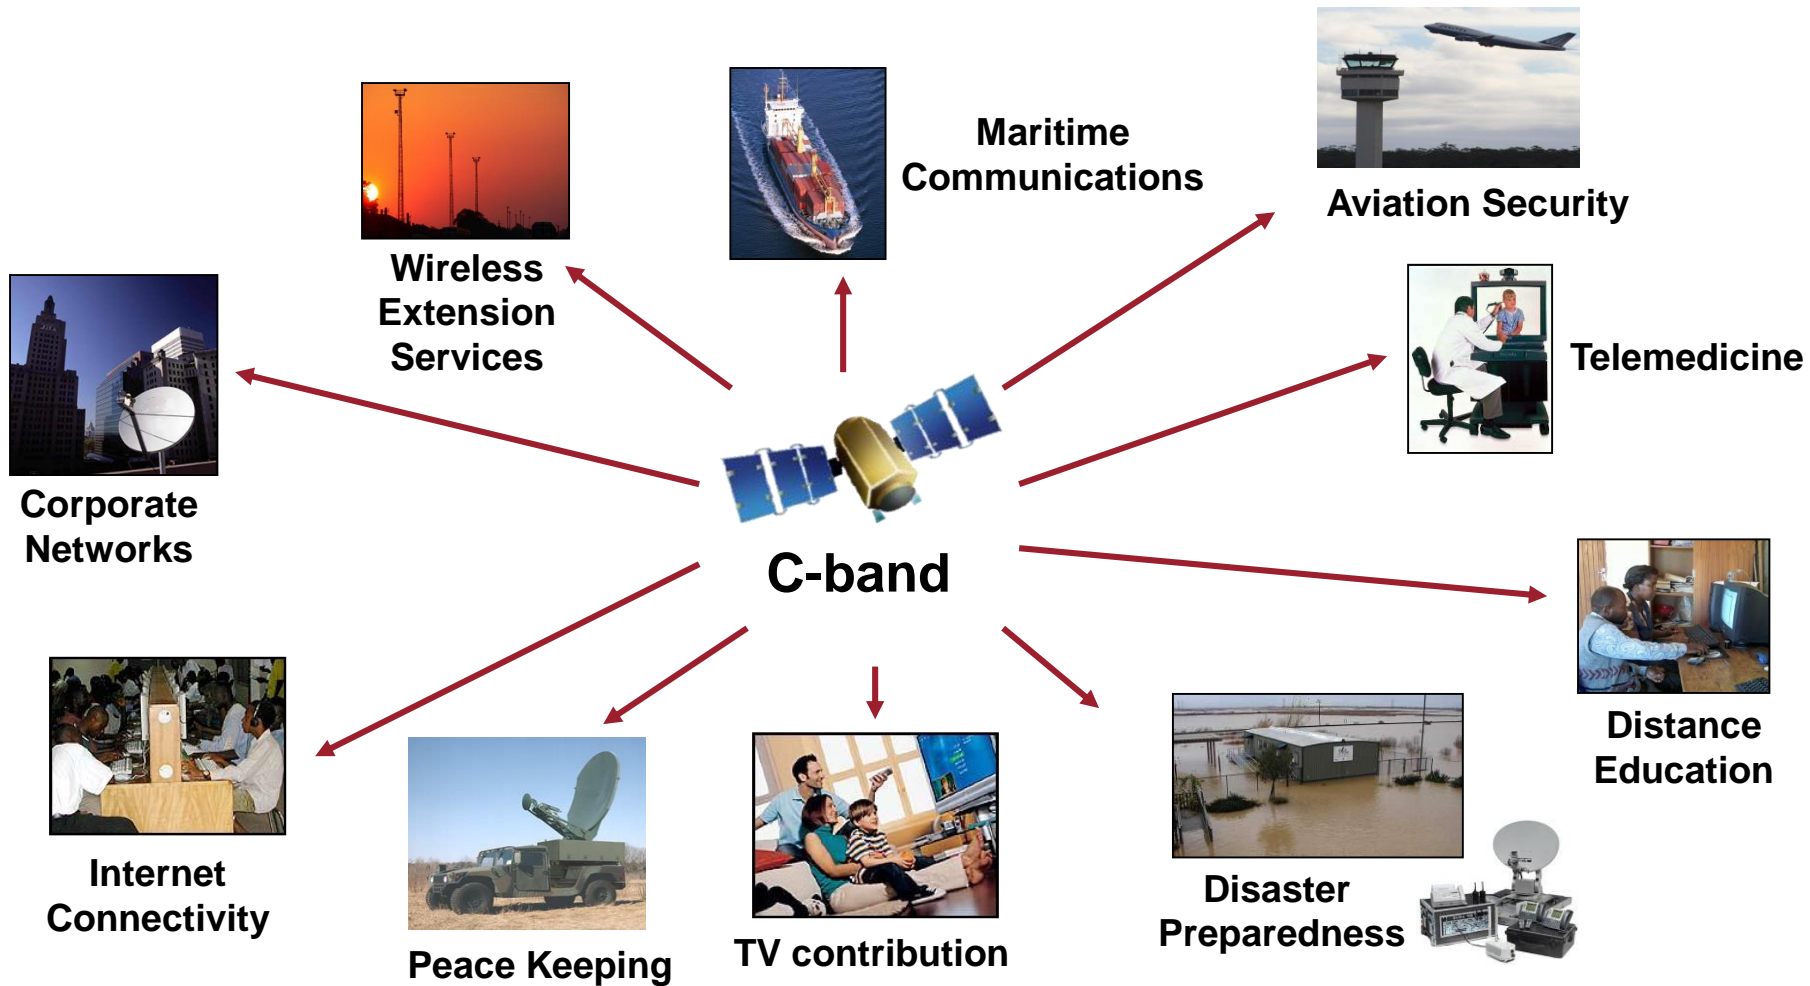 Maritime
Communications
Aviation Security
Wireless
Extension
Services
Telemedicine
Corporate
Networks
C-band
Distance
Education
Internet
Connectivity
Peace Keeping
TV contribution
Disaster
Preparedness